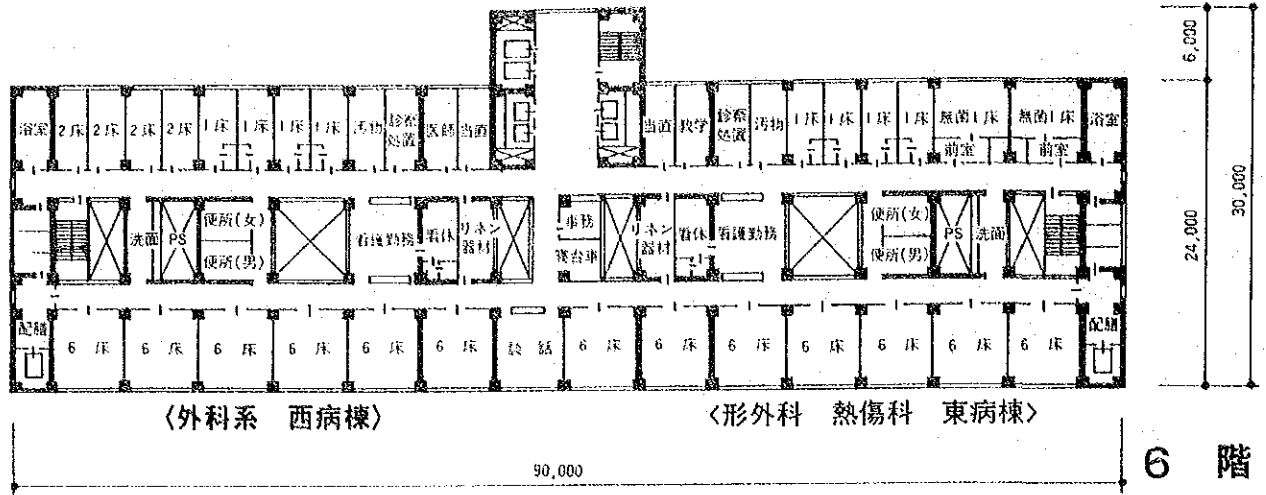 6,000
浴室 2床 2床 2床 2床 1床 1床 1床 1床 汚物 診察処置 医師 当直
当直 教学 診察処置 汚物 1床 1床 1床 1床 無菌1床 無菌1床 浴室
前室 前室
30,000
24,000
洗面 PS 便所(女) 看護勤務 看休 リネン器材 事務 リネン器材 看休 看護勤務 便所(女) PS 洗面
便所(男) 寝台車 便所(男)
配膳 6床 6床 6床 6床 6床 6床 談話 6床 6床 6床 6床 6床 6床 6床 配膳
〈外科系 西病棟〉
〈形外科 熱傷科 東病棟〉
90,000
6 階